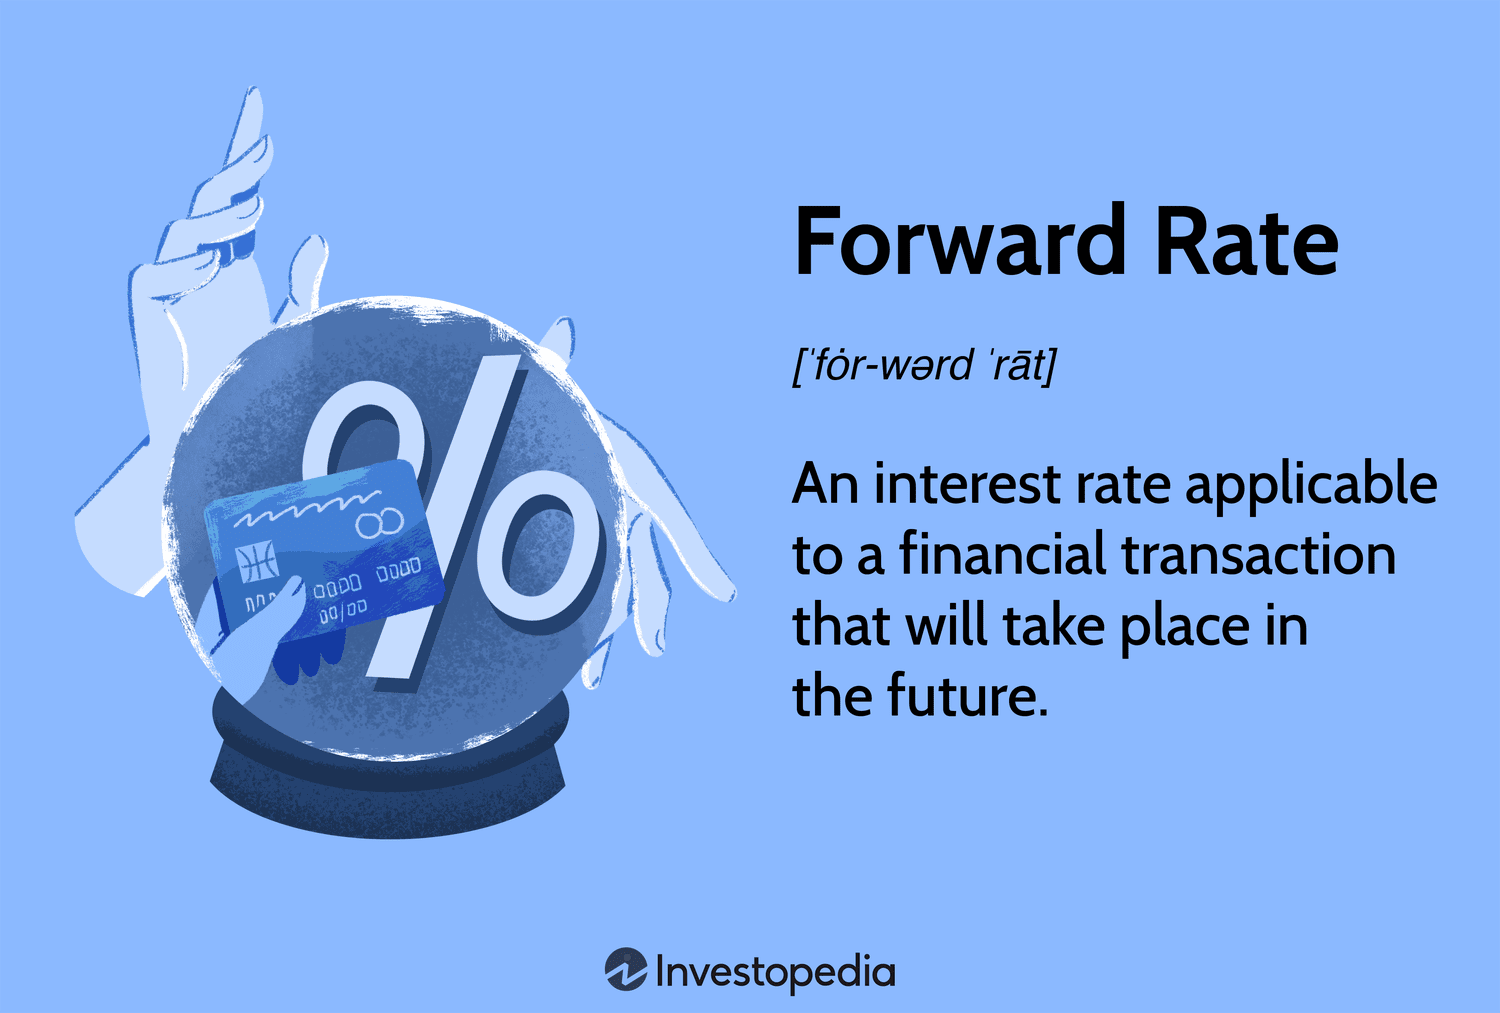 Forward Rate
[ˈfȯr-wərd ˈrāt]
An interest rate applicable
to a financial transaction
that will take place in
the future.
%
Investopedia